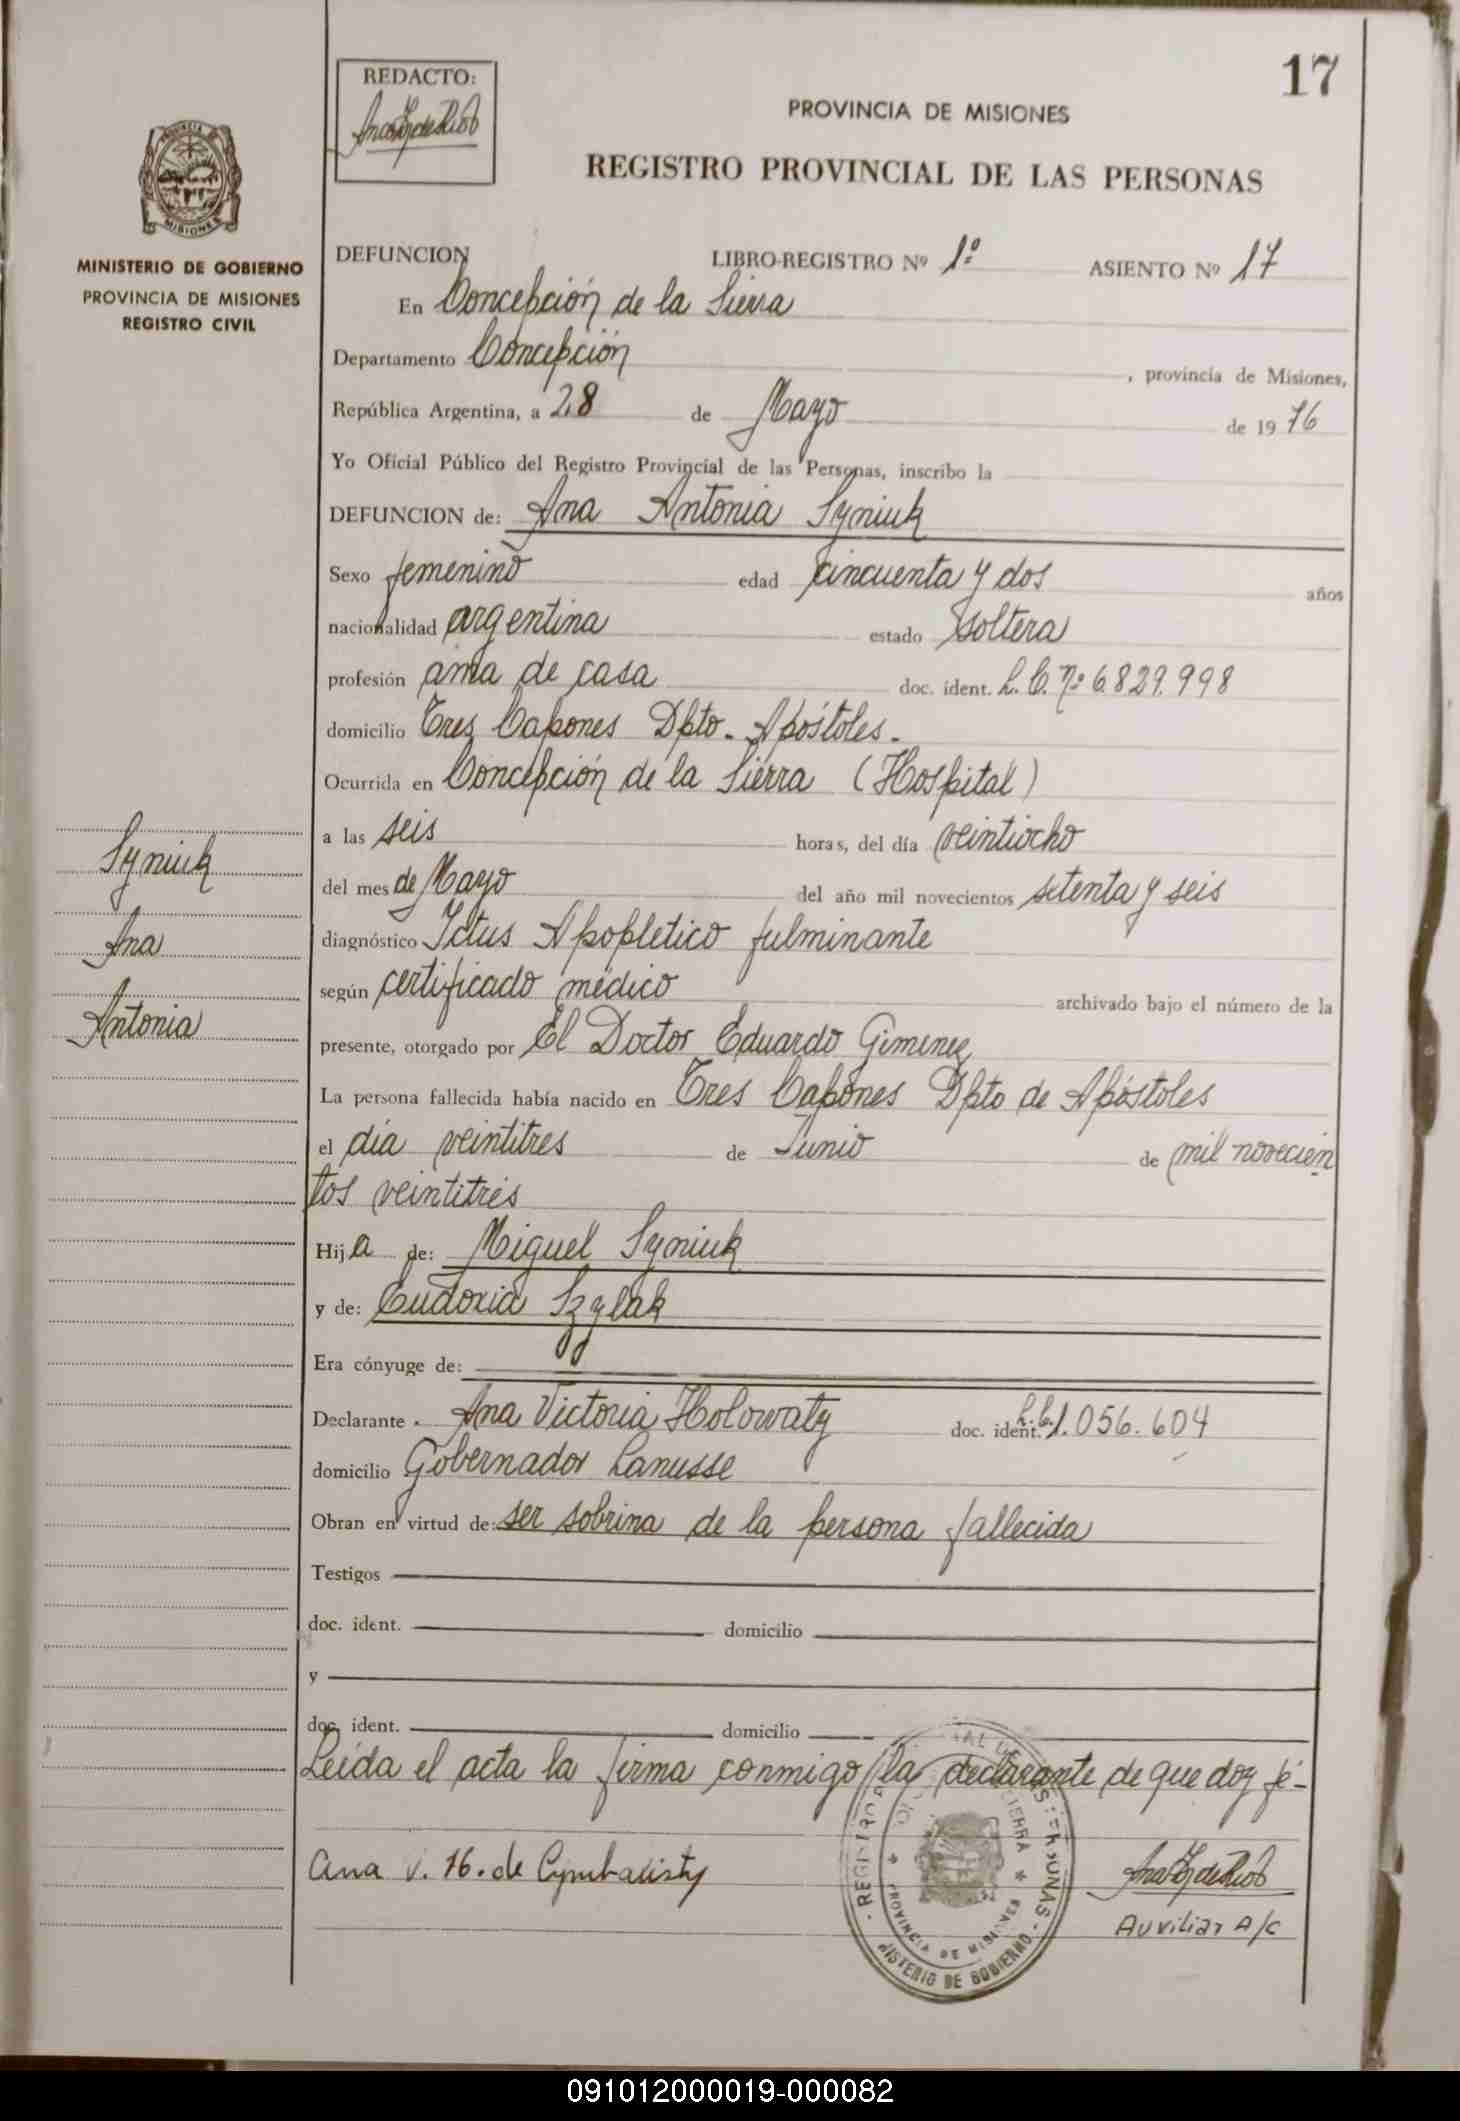 17
REDACTO:
PROVINCIA DE MISIONES
REGISTRO PROVINCIAL DE LAS PERSONAS
MISIONES
MINISTERIO DE GOBIERNO
PROVINCIA DE MISIONES
REGISTRO CIVIL
DEFUNCION LIBRO-REGISTRO Nº 1º ASIENTO Nº 17
En Concepción de la Sierra
Departamento Concepción , provincia de Misiones,
República Argentina, a 28 de Mayo de 19 76
Yo Oficial Público del Registro Provincial de las Personas, inscribo la
DEFUNCION de: Ana Antonia Syniuk
Sexo femenino edad cincuenta y dos años
nacionalidad argentina estado soltera
profesión ama de casa doc. ident. L.C. nº 6.829.998
domicilio Tres Capones Dpto. Apóstoles.
Ocurrida en Concepción de la Sierra (Hospital)
a las seis horas, del día veintiocho
del mes de Mayo del año mil novecientos setenta y seis
diagnóstico Ictus Apopletico fulminante
según certificado médico archivado bajo el número de la
presente, otorgado por El Doctor Eduardo Gimenez
La persona fallecida había nacido en Tres Capones Dpto de Apóstoles
el día veintitres de Junio de mil novecien
tos veintitrés
Hija de: Miguel Syniuk
y de: Eudoxia Szylak
Era cónyuge de:
Declarante Ana Victoria Holowaty doc. ident. L.C. 1.056.604
domicilio Gobernador Lanusse
Obran en virtud de: ser sobrina de la persona fallecida
Testigos
doc. ident. domicilio
y
doc. ident. domicilio
Leída el acta la firma conmigo la declarante de que doy fé-
Ana V. H. de Cymbalisty
Auxiliar A/C
Syniuk
Ana
Antonia
PROVINCIA DE MISIONES
MINISTERIO DE GOBIERNO
091012000019-000082